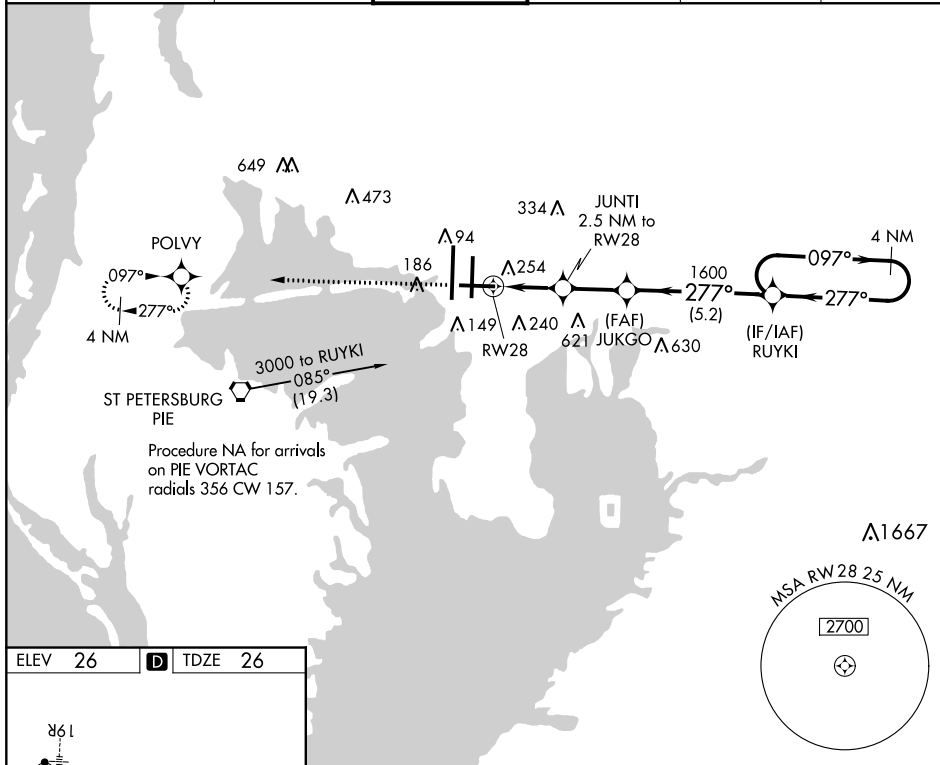 649
473
334
JUNTI
2.5 NM to
RW28
4 NM
POLVY
94
097°
186
254
1600
097°
277°
277°
277°
(5.2)
4 NM
149
240
621
(FAF)
JUKGO
630
(IF/IAF)
RUYKI
RW28
3000 to RUYKI
085°
(19.3)
ST PETERSBURG
PIE
Procedure NA for arrivals
on PIE VORTAC
radials 356 CW 157.
1667
MSA RW28 25 NM
2700
ELEV 26 D TDZE 26
19R